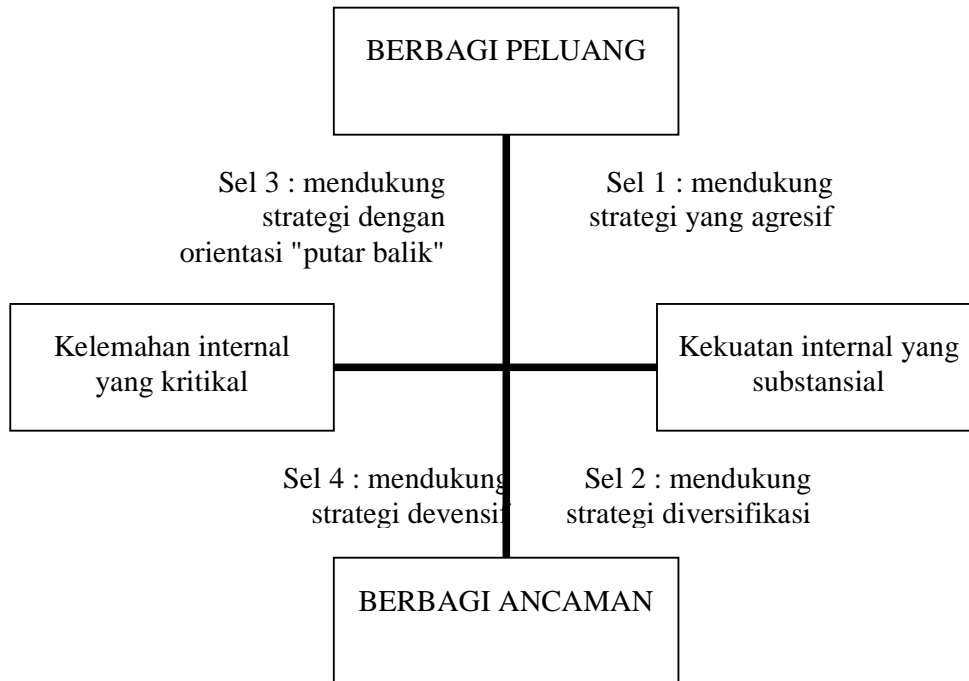 BERBAGI PELUANG
Sel 3 : mendukung
strategi dengan
orientasi "putar balik"
Sel 1 : mendukung
strategi yang agresif
Kelemahan internal
yang kritikal
Kekuatan internal yang
substansial
Sel 4 : mendukung
strategi devensif
Sel 2 : mendukung
strategi diversifikasi
BERBAGI ANCAMAN